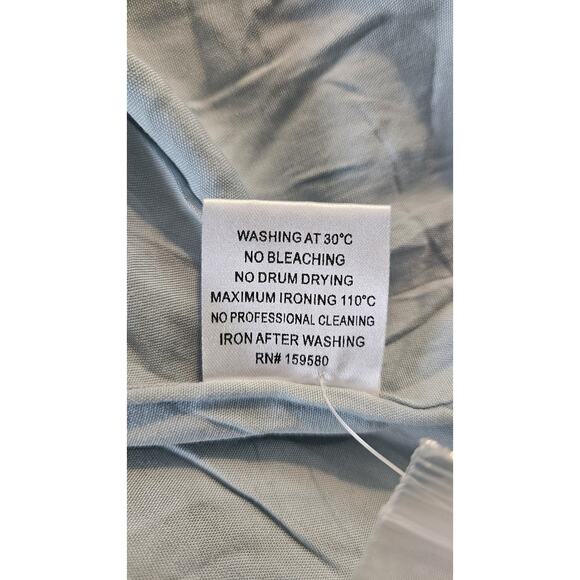 WASHING AT 30°C
NO BLEACHING
NO DRUM DRYING
MAXIMUM IRONING 110°C
NO PROFESSIONAL CLEANING
IRON AFTER WASHING
RN# 159580